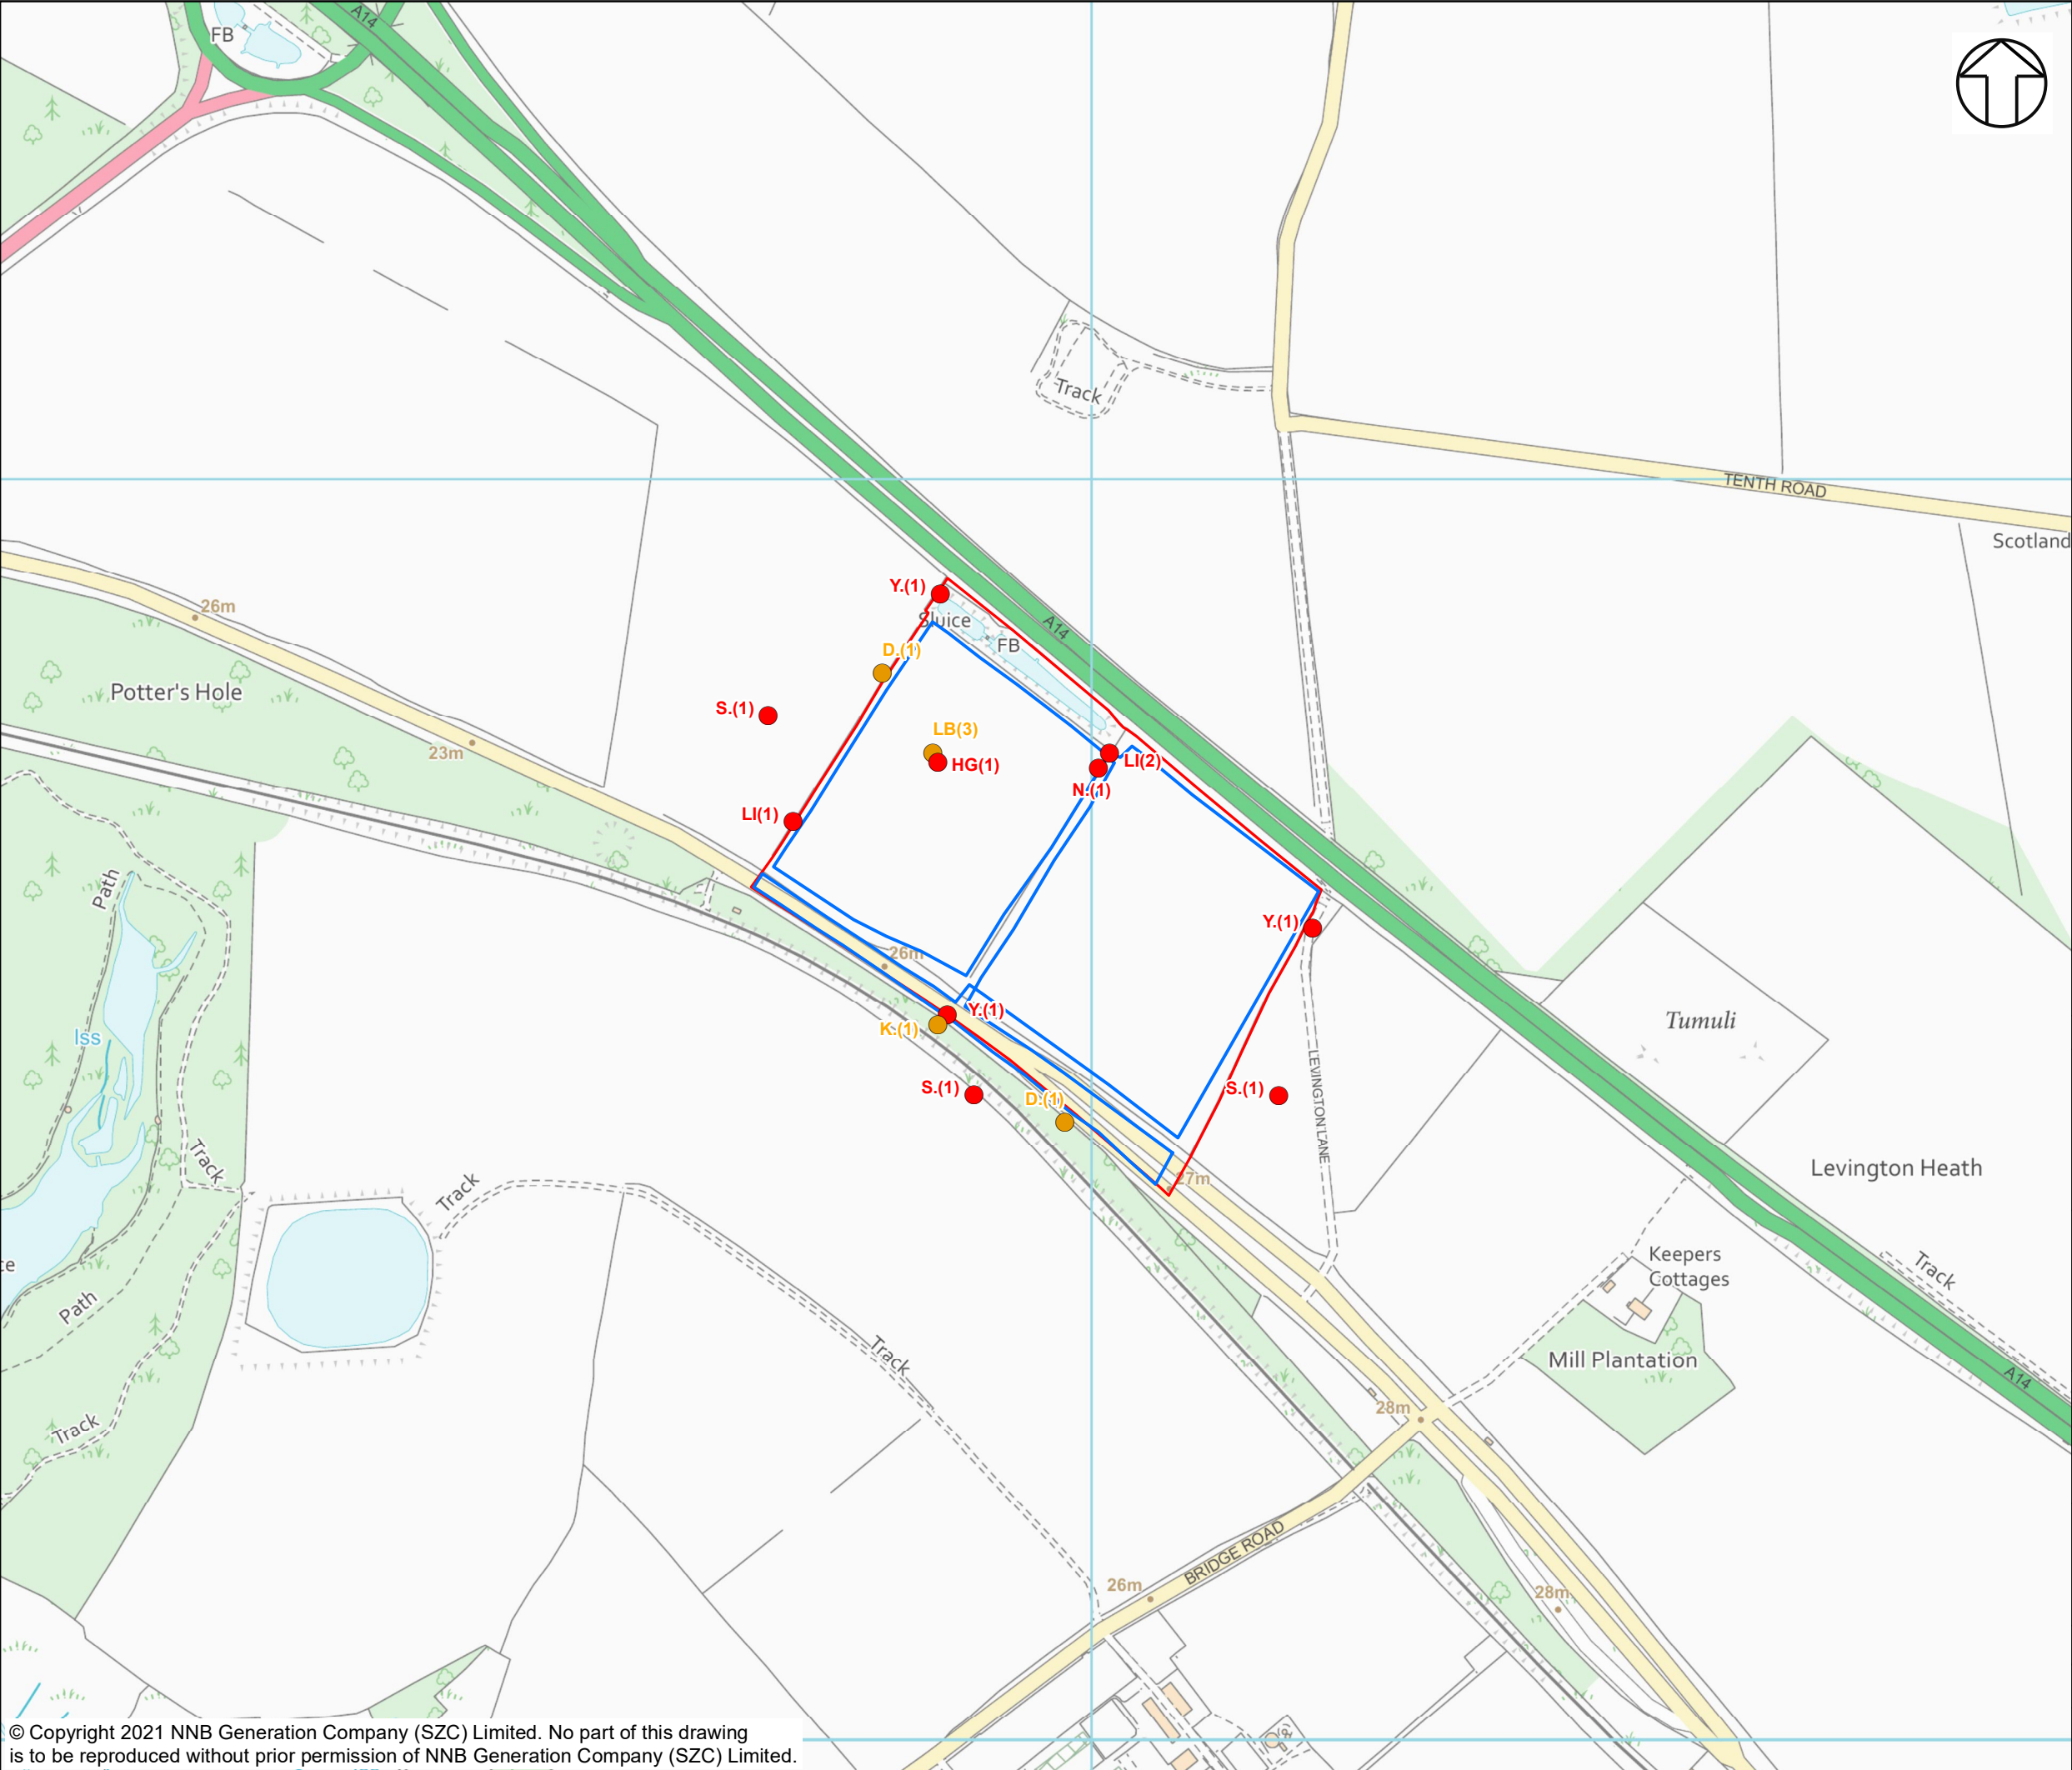 A14
FB
Track
TENTH ROAD
Scotland
26m
Y.(1)
Sluice
A14
D.(1)
FB
Potter's Hole
S.(1)
LB(3)
23m
HG(1)
LI(2)
N.(1)
LI(1)
Path
Y.(1)
26m
Y.(1)
K.(1)
Tumuli
Iss
S.(1)
D.(1)
S.(1)
LEVINGTON LANE
Track
Track
27m
Levington Heath
Keepers
Cottages
Track
Path
Track
Mill Plantation
A14
28m
Track
BRIDGE ROAD
26m
28m
© Copyright 2021 NNB Generation Company (SZC) Limited. No part of this drawing
is to be reproduced without prior permission of NNB Generation Company (SZC) Limited.